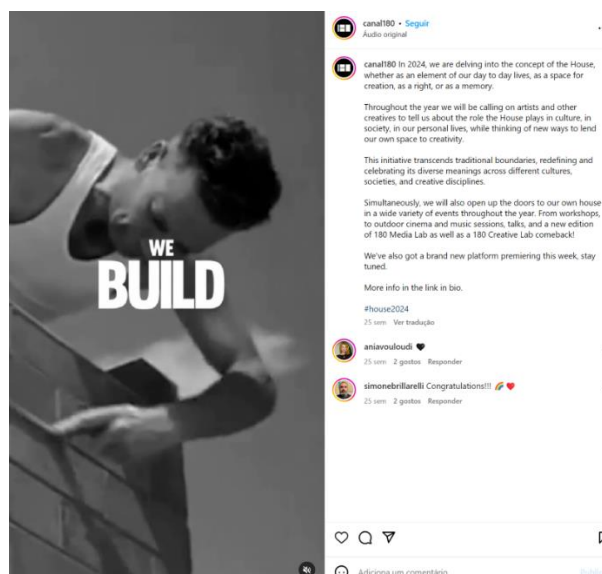 WE
BUILD
canal180 • Seguir
Áudio original
canal180 In 2024, we are delving into the concept of the House,
whether as an element of our day to day lives, as a space for
creation, as a right, or as a memory.
Throughout the year we will be calling on artists and other
creatives to tell us about the role the House plays in culture, in
society, in our personal lives, while thinking of new ways to lend
our own space to creativity.
This initiative transcends traditional boundaries, redefining and
celebrating its diverse meanings across different cultures,
societies, and creative disciplines.
Simultaneously, we will also open up the doors to our own house
in a wide variety of events throughout the year. From workshops,
to outdoor cinema and music sessions, talks, and a new edition
of 180 Media Lab as well as a 180 Creative Lab comeback!
We've also got a brand new platform premiering this week, stay
tuned.
More info in the link in bio.
#house2024
25 sem Ver tradução
aniavouloudi 🖤
25 sem 2 gostos Responder
simonebrillarelli Congratulations!!! 🌈❤️
25 sem 2 gostos Responder
Adiciona um comentário